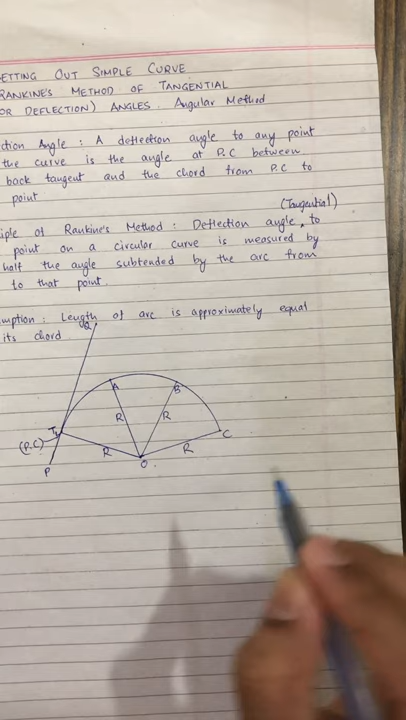 ETTING OUT SIMPLE CURVE
RANKINE'S METHOD OF TANGENTIAL
OR DEFLECTION) ANGLES. Angular Method
ction Angle : A deflection angle to any point
the curve is the angle at P.C between
back tangent and the chord from P.C to
point
(Tangential)
iple of Rankine's Method : Deflection angle, to
point on a circular curve is measured by
half the angle subtended by the arc from
to that point.
mption : Length of arc is approximately equal
its chord
A
B
R
R
T1
(P.C)
R
R
C
O
P